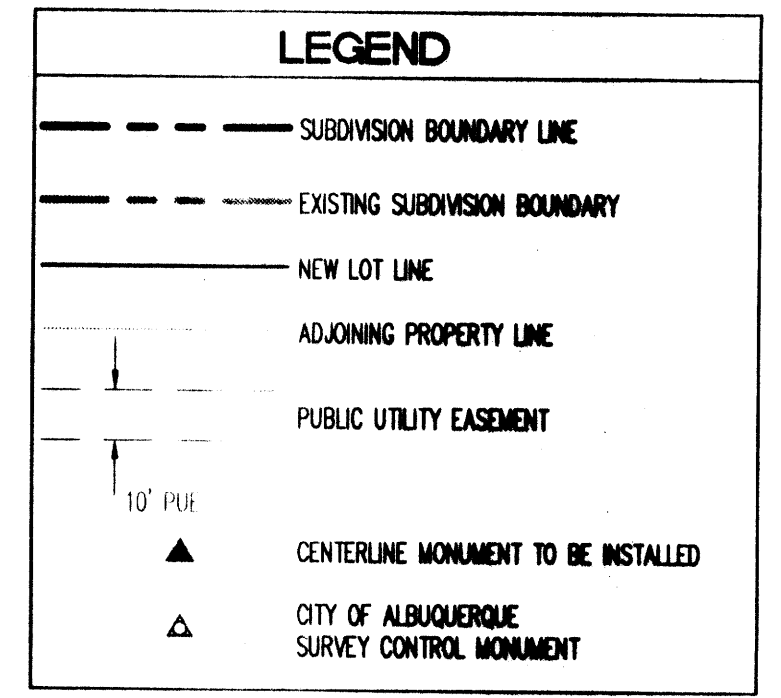 LEGEND
SUBDIVISION BOUNDARY LINE
EXISTING SUBDIVISION BOUNDARY
NEW LOT LINE
ADJOINING PROPERTY LINE
PUBLIC UTILITY EASEMENT
10' PUE
CENTERLINE MONUMENT TO BE INSTALLED
CITY OF ALBUQUERQUE
SURVEY CONTROL MONUMENT